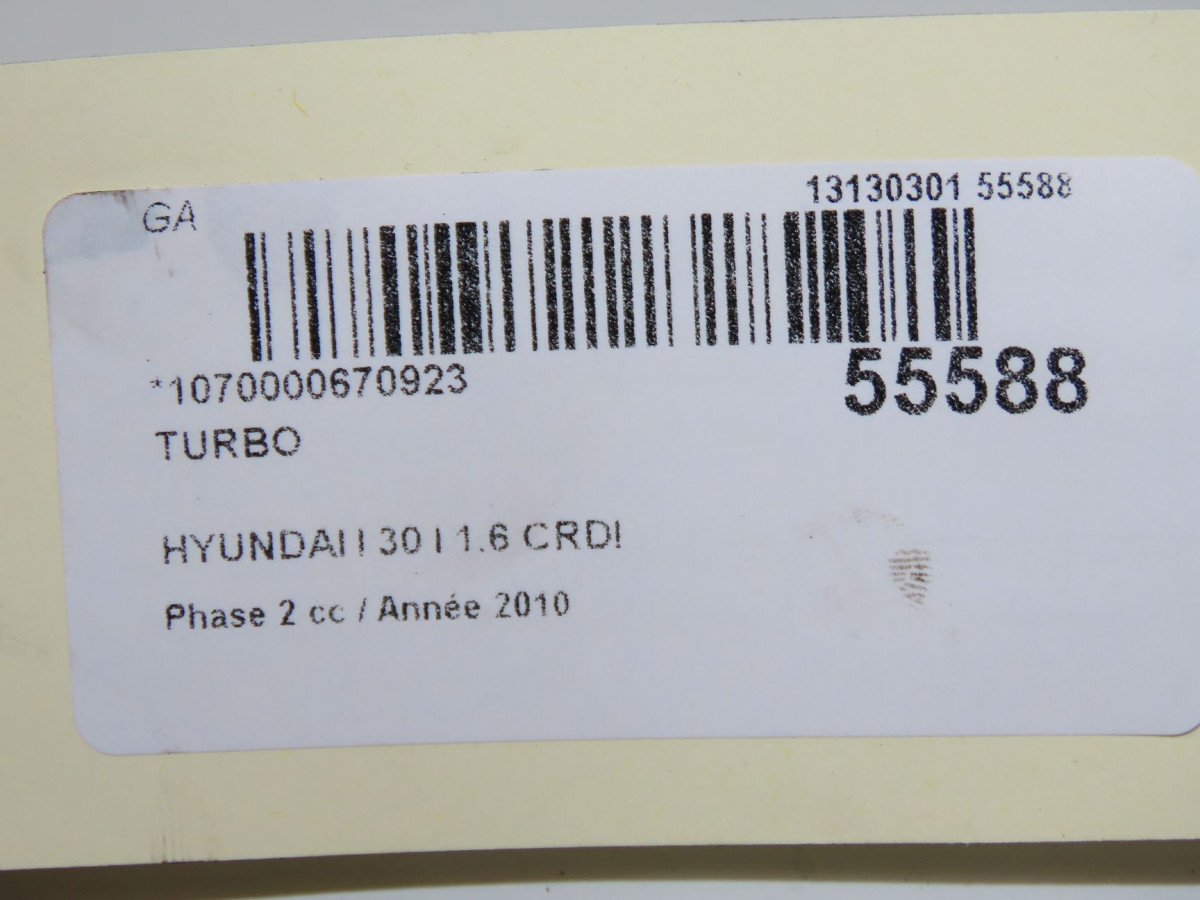 GA
13130301 55588
*1070000670923
55588
TURBO
HYUNDAI I 30 I 1.6 CRDI
Phase 2 cc / Année 2010